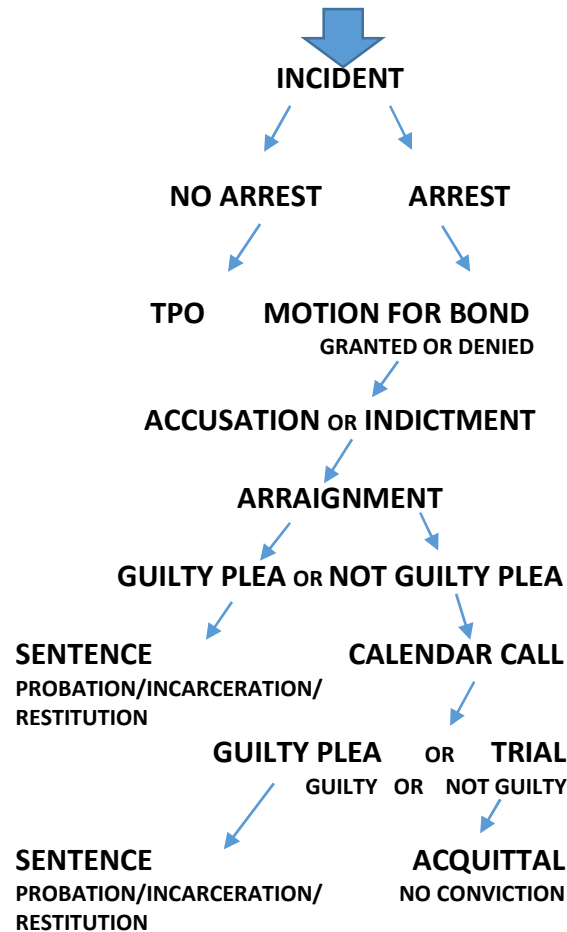 INCIDENT
NO ARREST ARREST
TPO MOTION FOR BOND
GRANTED OR DENIED
ACCUSATION OR INDICTMENT
ARRAIGNMENT
GUILTY PLEA OR NOT GUILTY PLEA
SENTENCE CALENDAR CALL
PROBATION/INCARCERATION/
RESTITUTION
GUILTY PLEA OR TRIAL
GUILTY OR NOT GUILTY
SENTENCE ACQUITTAL
PROBATION/INCARCERATION/ NO CONVICTION
RESTITUTION